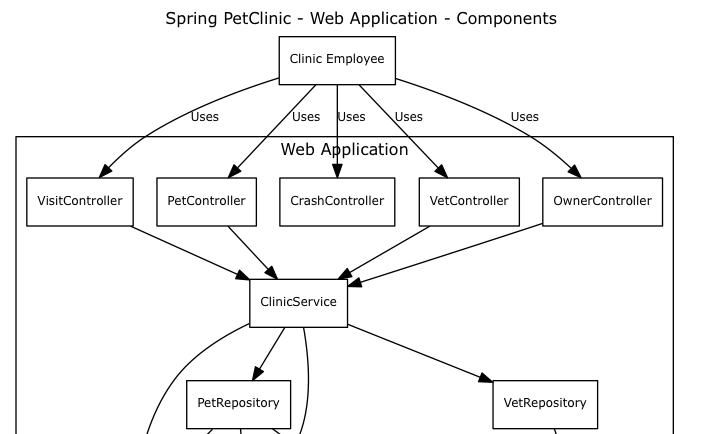 Spring PetClinic - Web Application - Components
Clinic Employee
Uses
Uses
Uses
Uses
Uses
Web Application
VisitController
PetController
CrashController
VetController
OwnerController
ClinicService
PetRepository
VetRepository